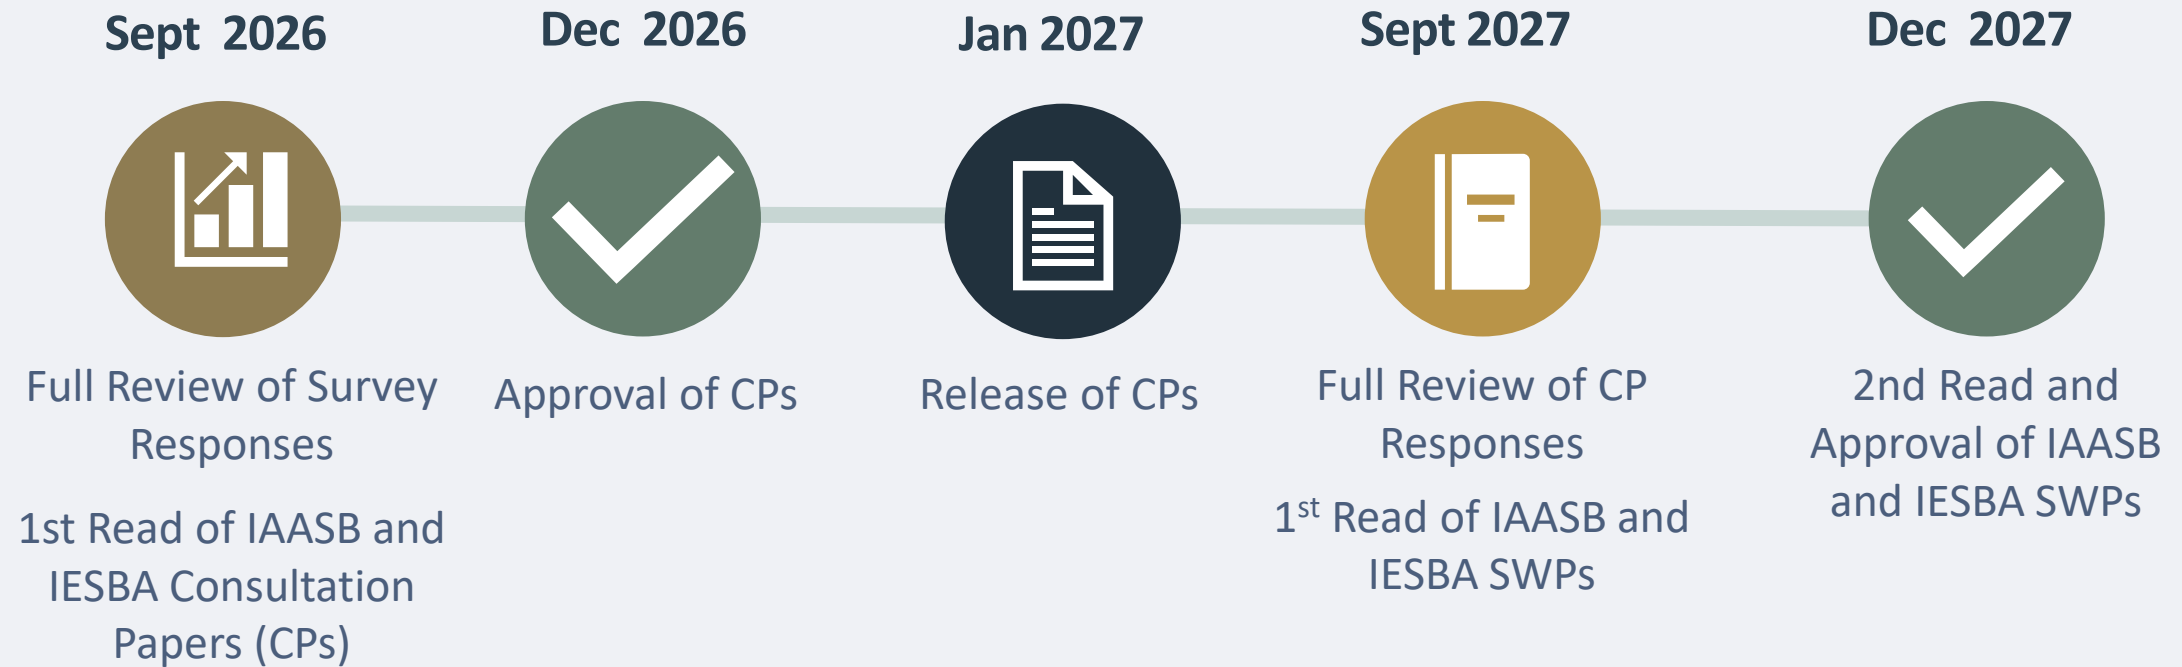 Sept 2026
Full Review of Survey
Responses
1st Read of IAASB and
IESBA Consultation
Papers (CPs)
Dec 2026
Approval of CPs
Jan 2027
Release of CPs
Sept 2027
Full Review of CP
Responses
1st Read of IAASB and
IESBA SWPs
Dec 2027
2nd Read and
Approval of IAASB
and IESBA SWPs